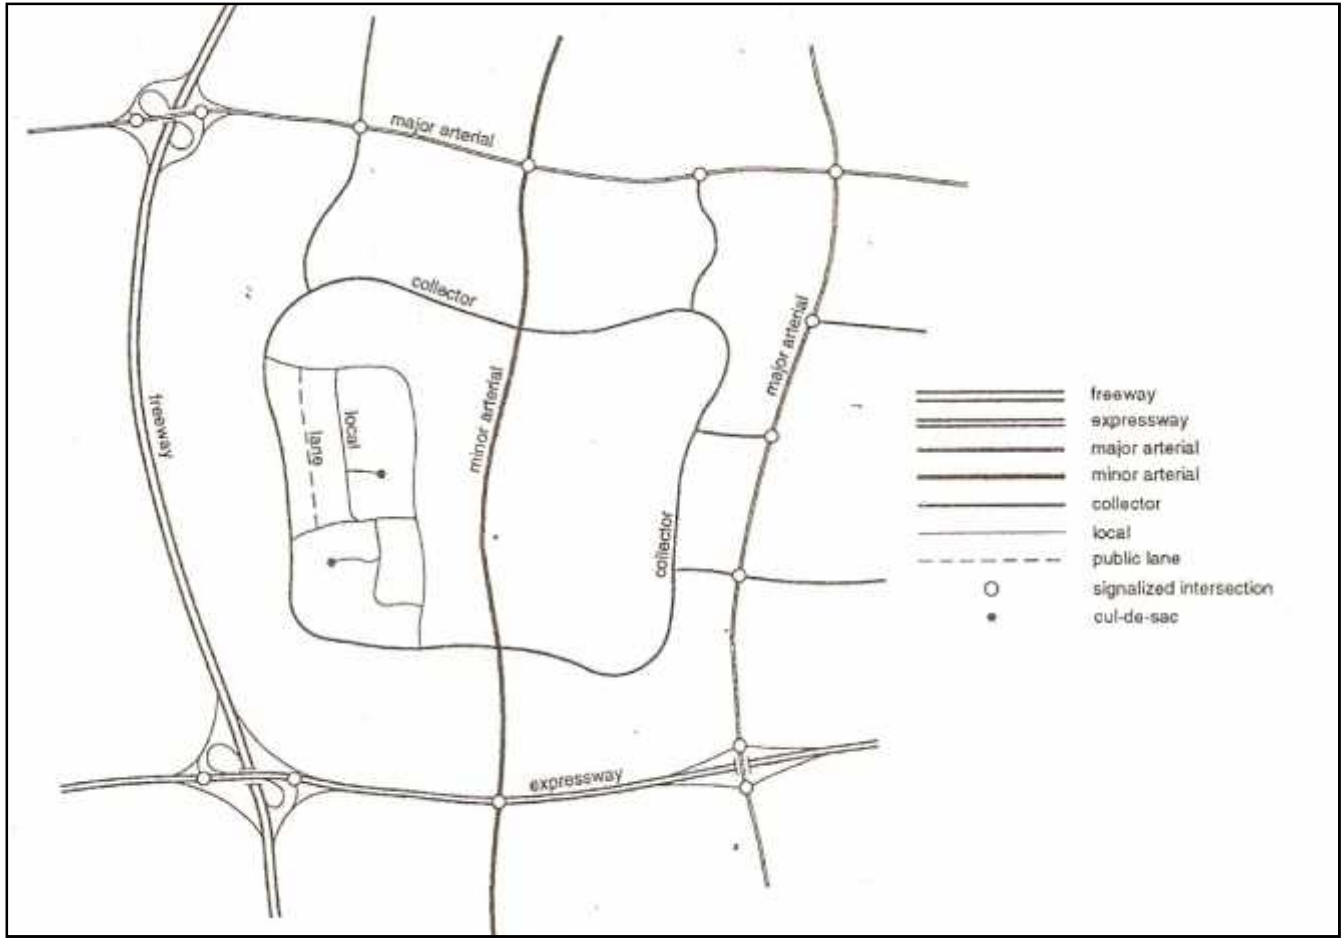 major arterial
collector
major arterial
minor arterial
freeway
local
lane
collector
expressway
freeway
expressway
major arterial
minor arterial
collector
local
public lane
signalized intersection
cul-de-sac